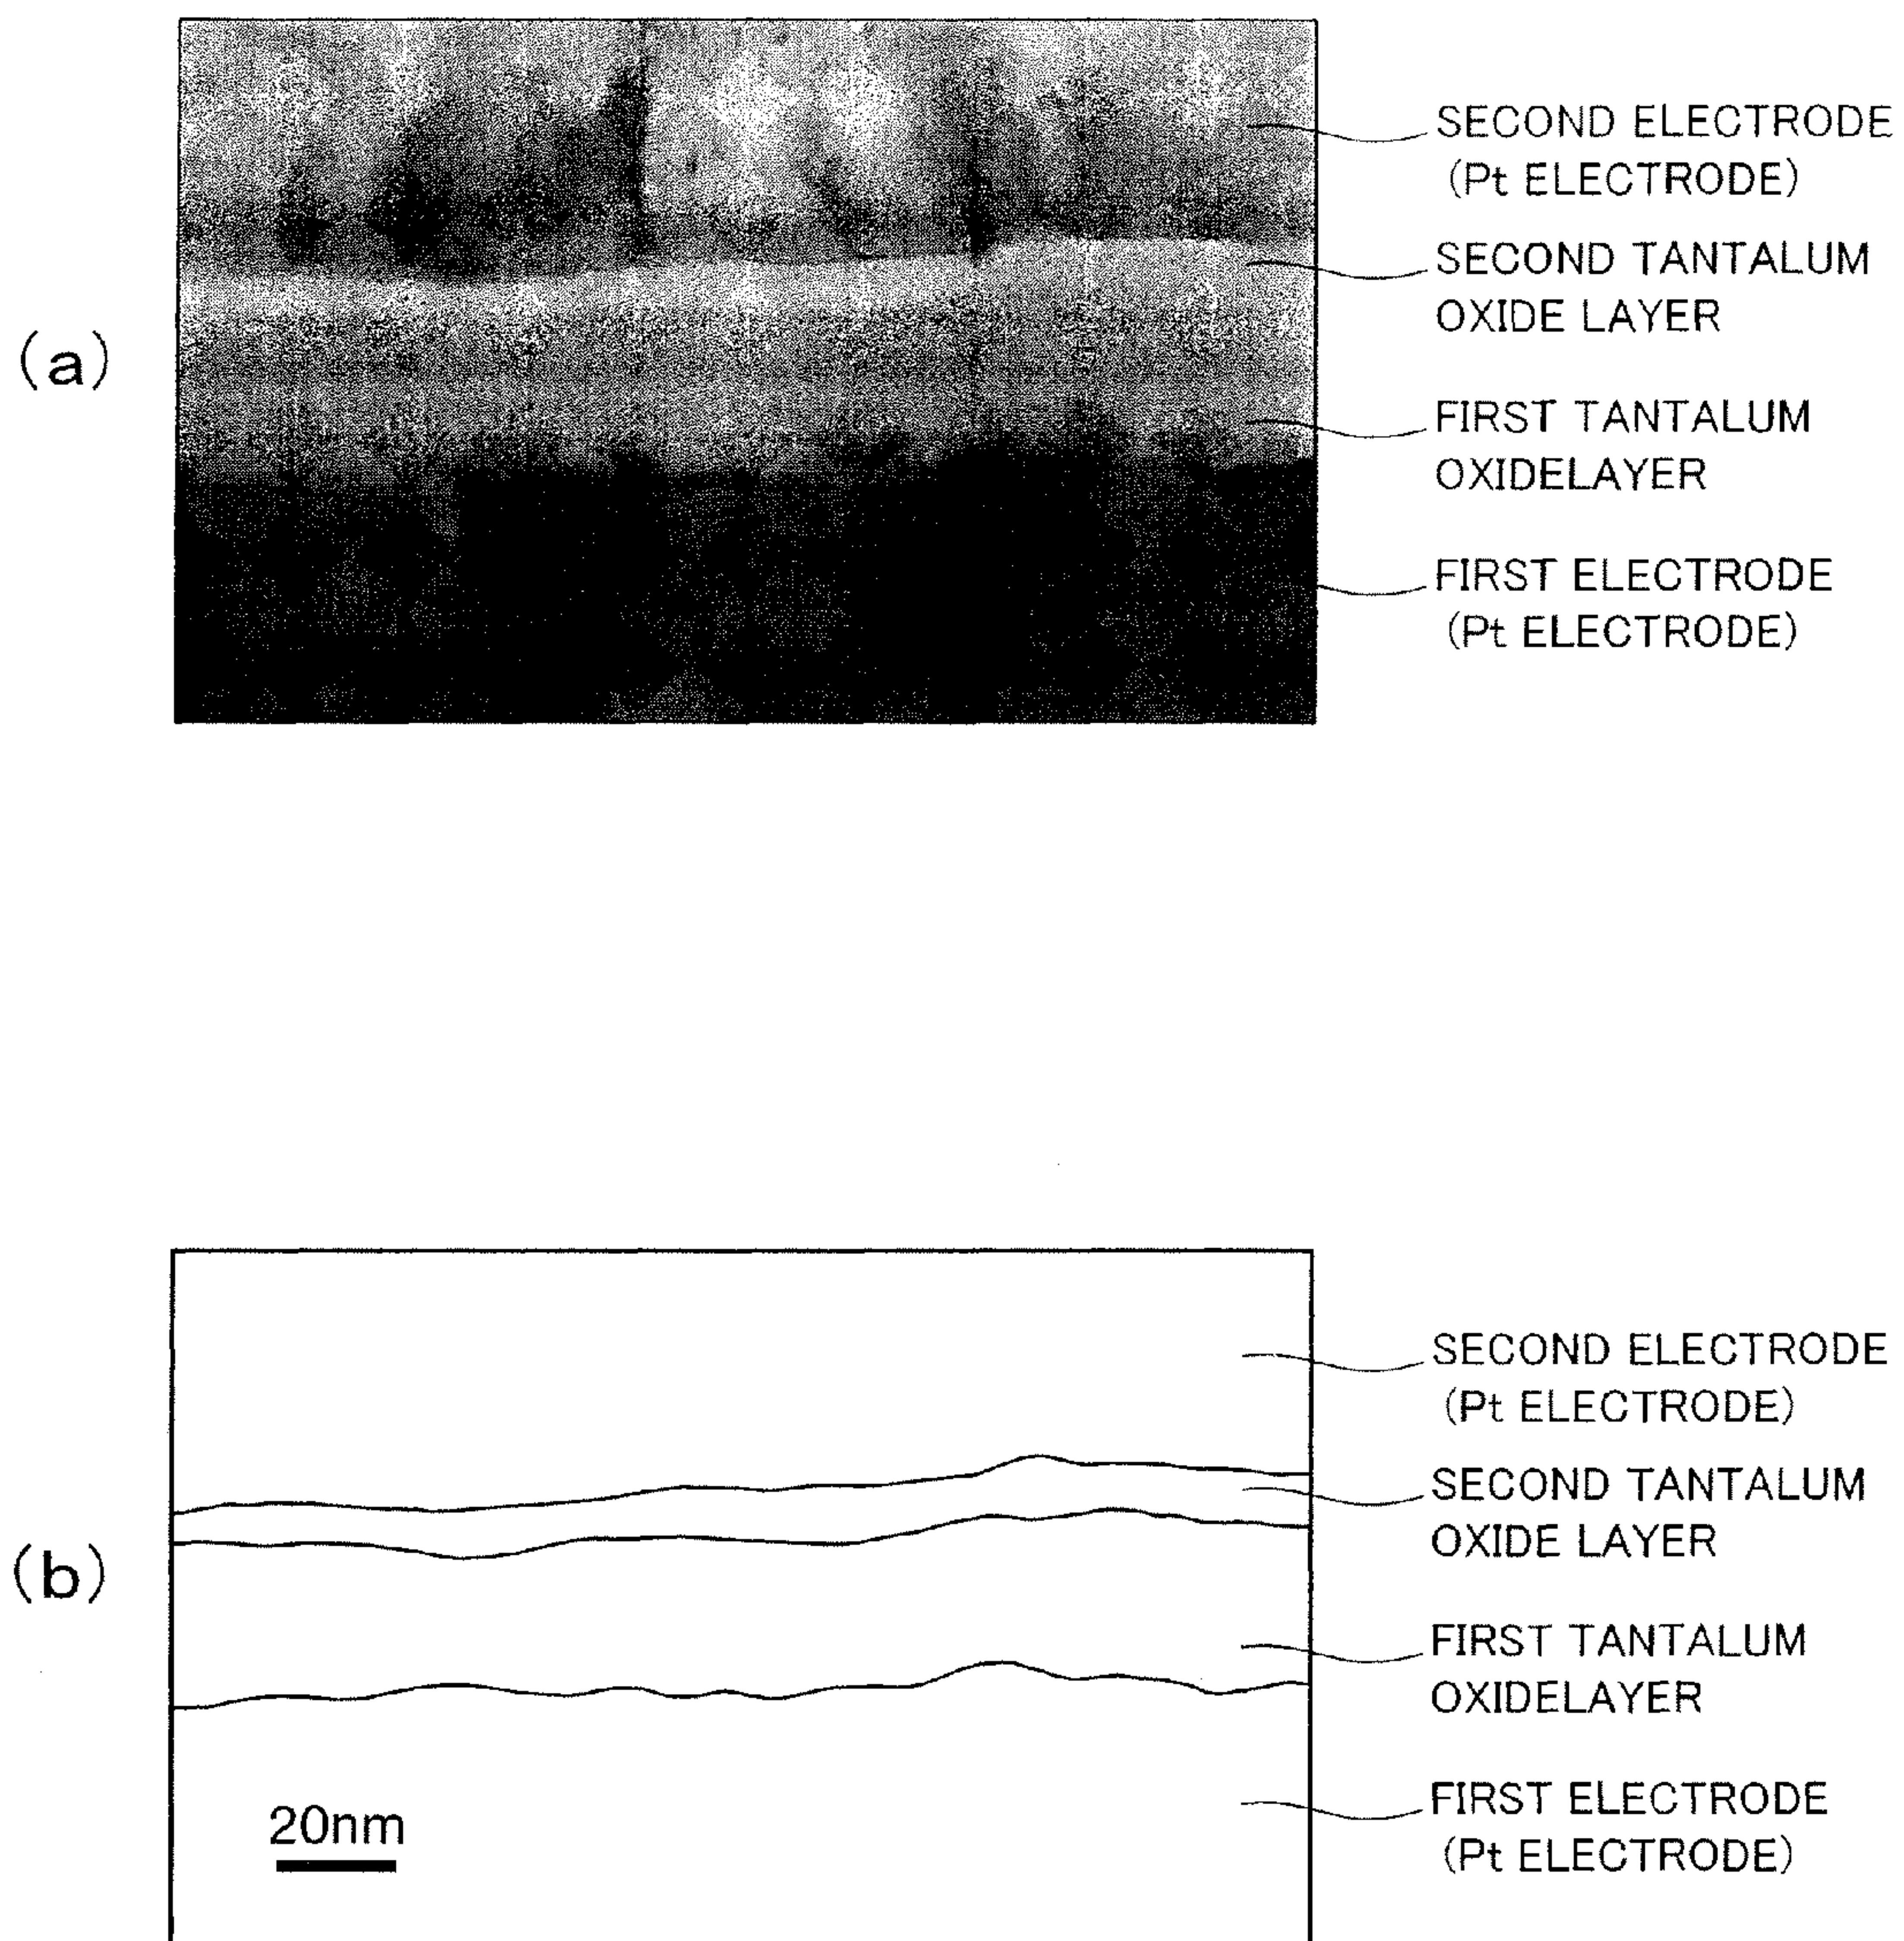 (a)
SECOND ELECTRODE
(Pt ELECTRODE)
SECOND TANTALUM
OXIDE LAYER
FIRST TANTALUM
OXIDELAYER
FIRST ELECTRODE
(Pt ELECTRODE)
(b)
SECOND ELECTRODE
(Pt ELECTRODE)
SECOND TANTALUM
OXIDE LAYER
FIRST TANTALUM
OXIDELAYER
FIRST ELECTRODE
(Pt ELECTRODE)
20nm